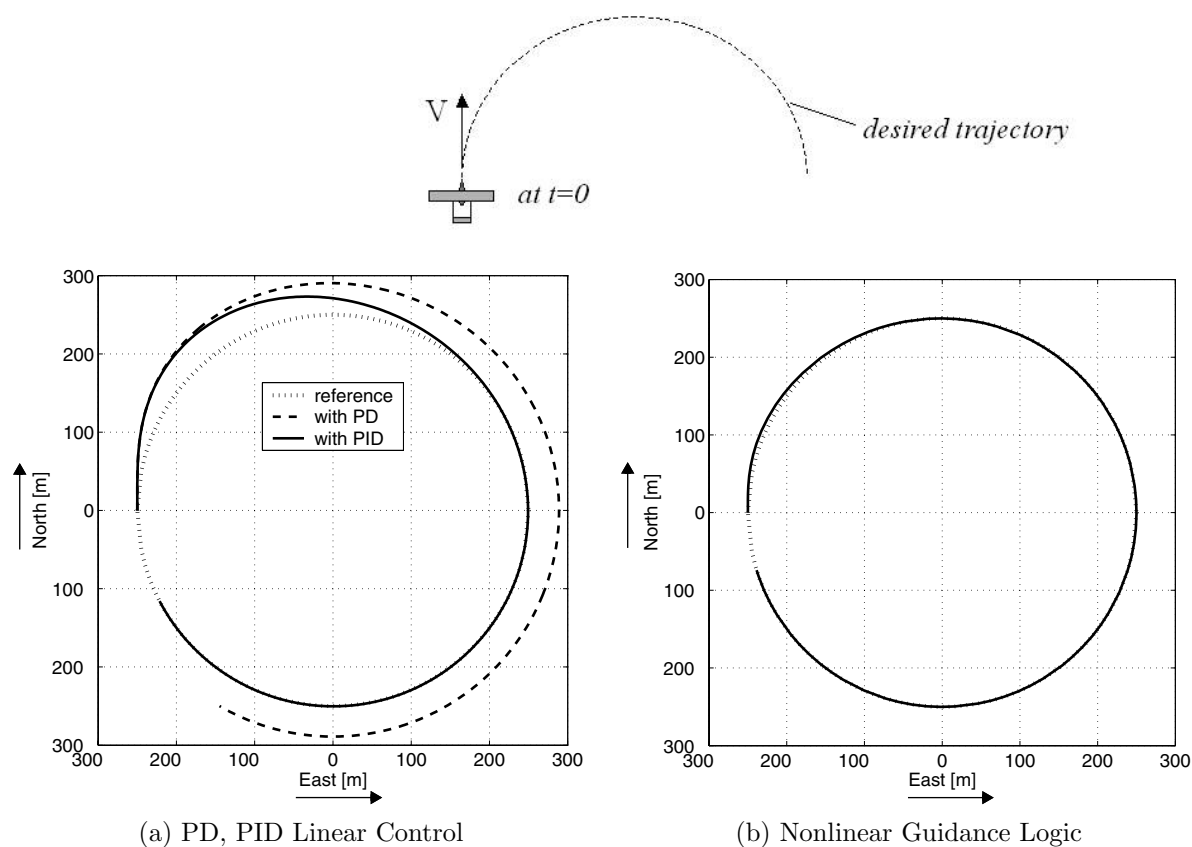 V
desired trajectory
at t=0
300
200
100
0
100
200
300
300
200
100
0
100
200
300
North [m]
East [m]
reference
with PD
with PID
(a) PD, PID Linear Control
300
200
100
0
100
200
300
300
200
100
0
100
200
300
North [m]
East [m]
(b) Nonlinear Guidance Logic